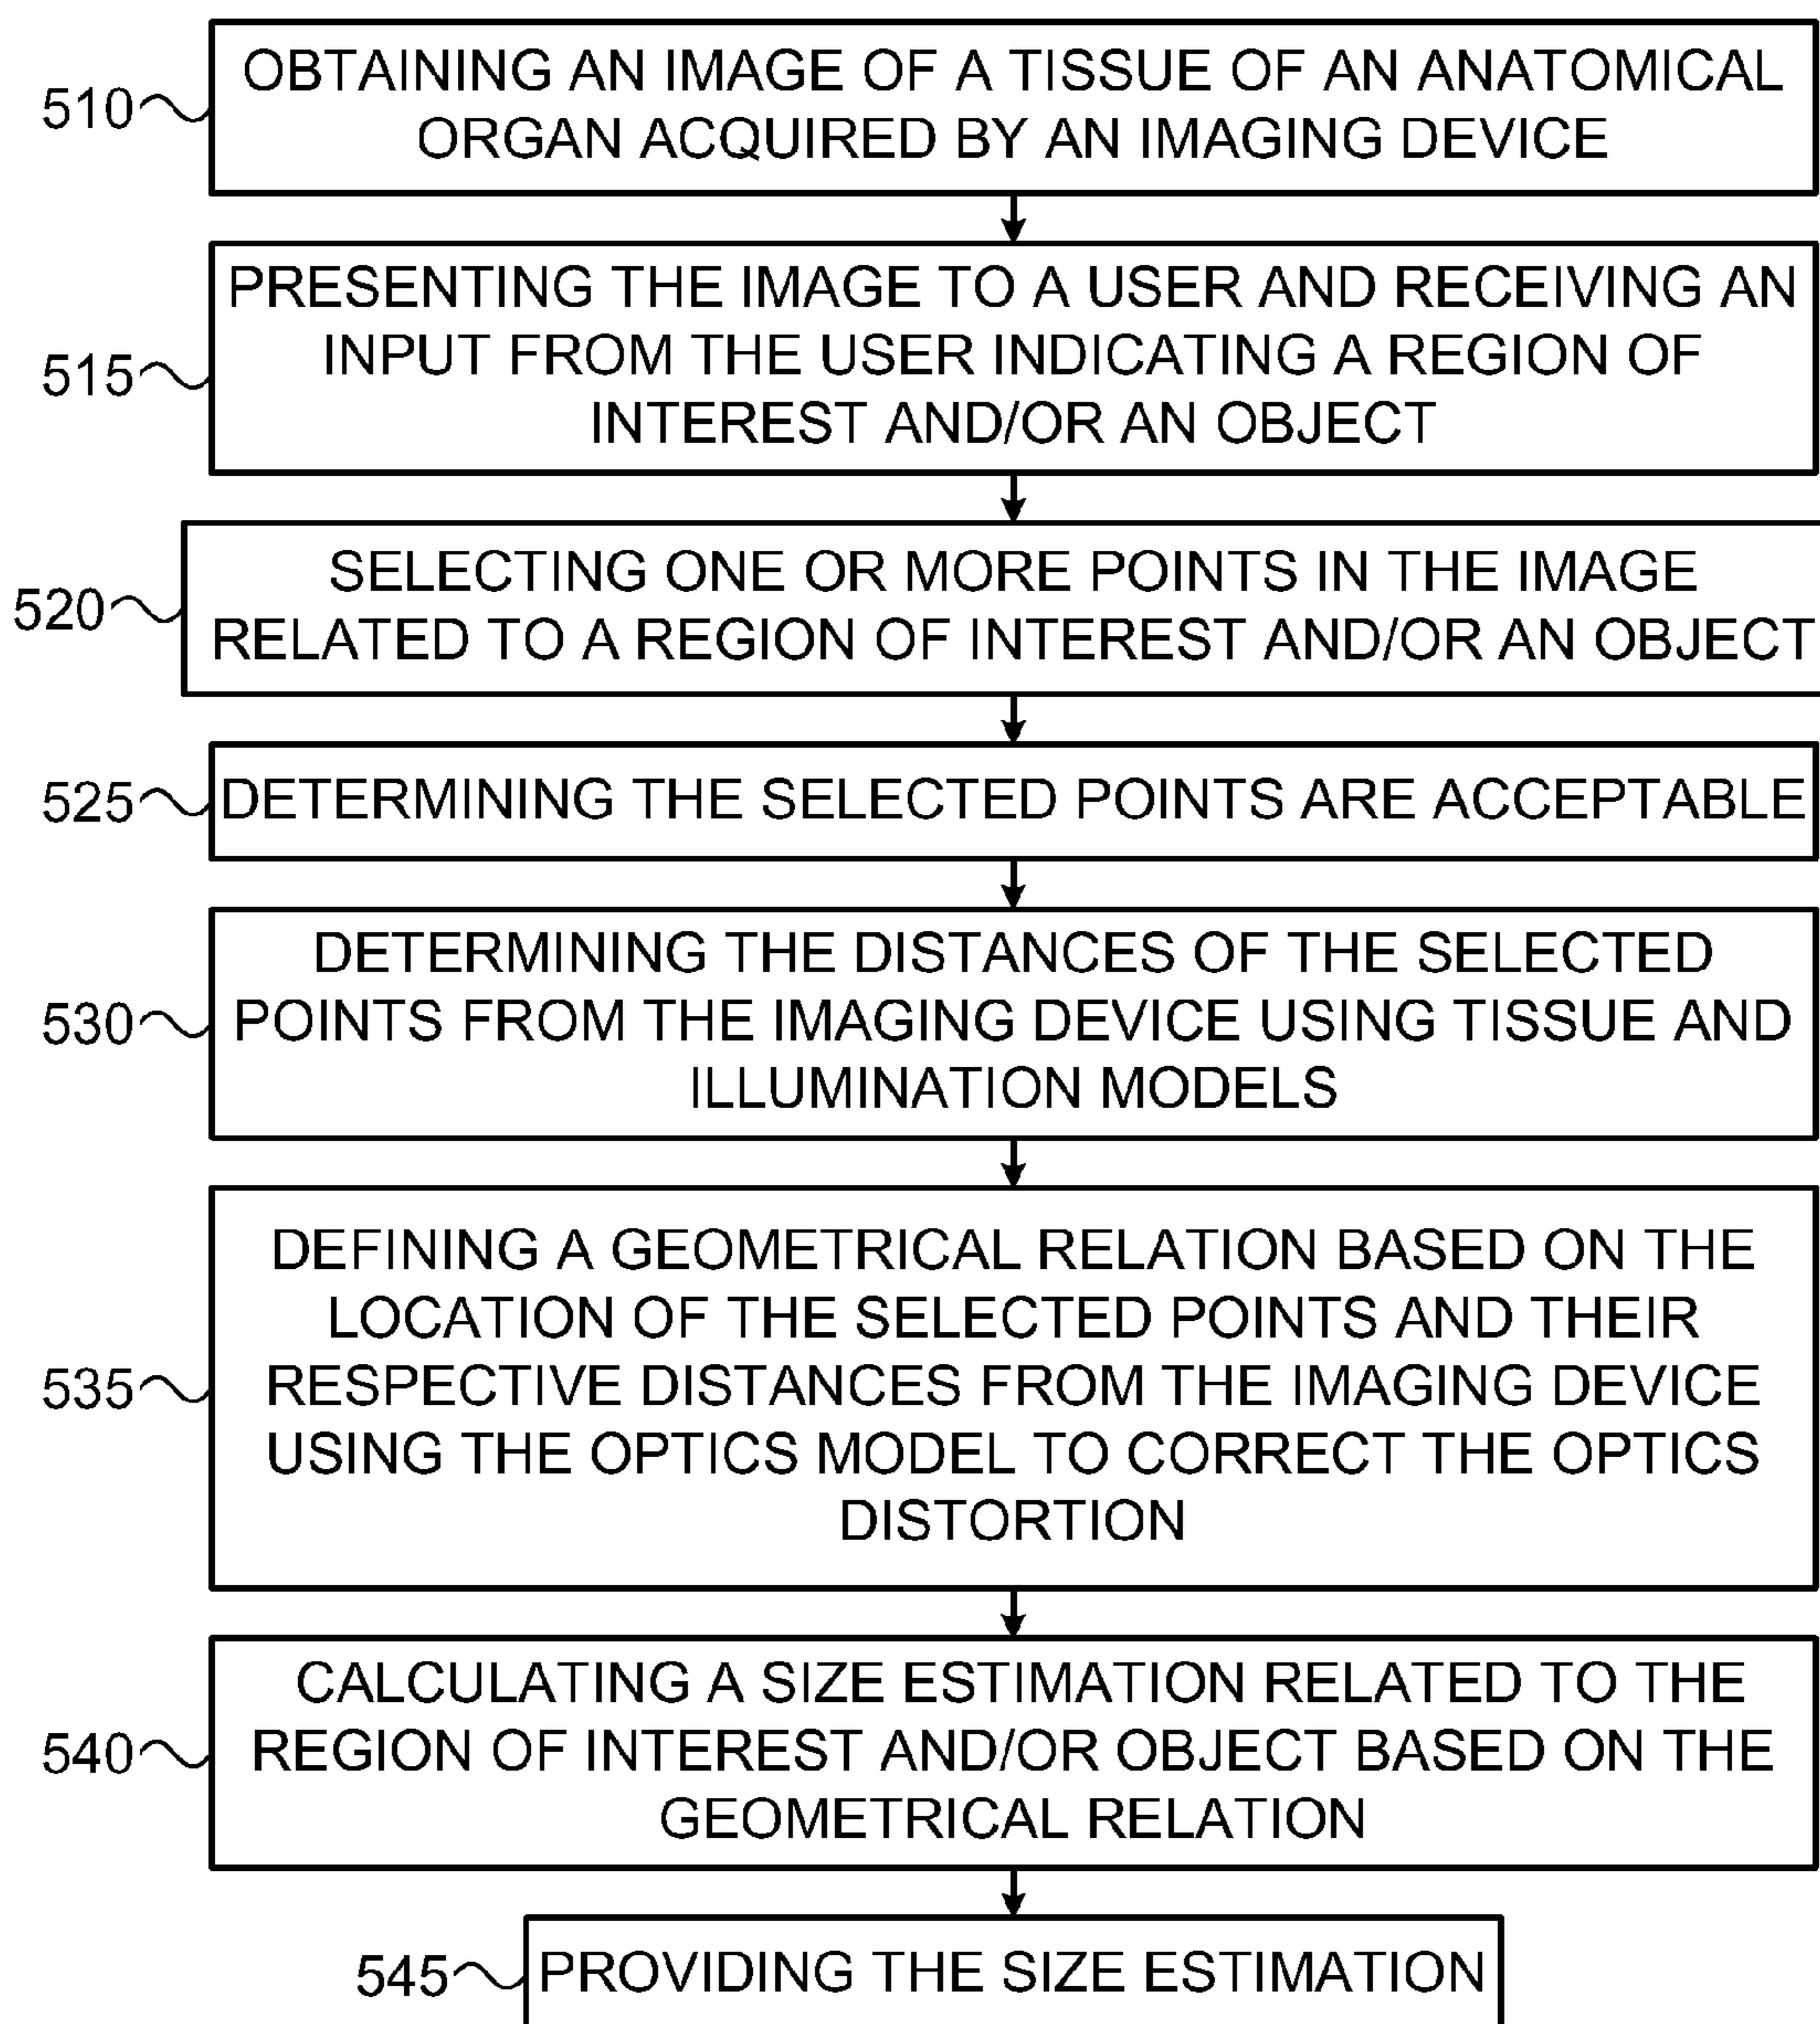 510
OBTAINING AN IMAGE OF A TISSUE OF AN ANATOMICAL
ORGAN ACQUIRED BY AN IMAGING DEVICE
515
PRESENTING THE IMAGE TO A USER AND RECEIVING AN
INPUT FROM THE USER INDICATING A REGION OF
INTEREST AND/OR AN OBJECT
520
SELECTING ONE OR MORE POINTS IN THE IMAGE
RELATED TO A REGION OF INTEREST AND/OR AN OBJECT
525
DETERMINING THE SELECTED POINTS ARE ACCEPTABLE
530
DETERMINING THE DISTANCES OF THE SELECTED
POINTS FROM THE IMAGING DEVICE USING TISSUE AND
ILLUMINATION MODELS
535
DEFINING A GEOMETRICAL RELATION BASED ON THE
LOCATION OF THE SELECTED POINTS AND THEIR
RESPECTIVE DISTANCES FROM THE IMAGING DEVICE
USING THE OPTICS MODEL TO CORRECT THE OPTICS
DISTORTION
540
CALCULATING A SIZE ESTIMATION RELATED TO THE
REGION OF INTEREST AND/OR OBJECT BASED ON THE
GEOMETRICAL RELATION
545
PROVIDING THE SIZE ESTIMATION